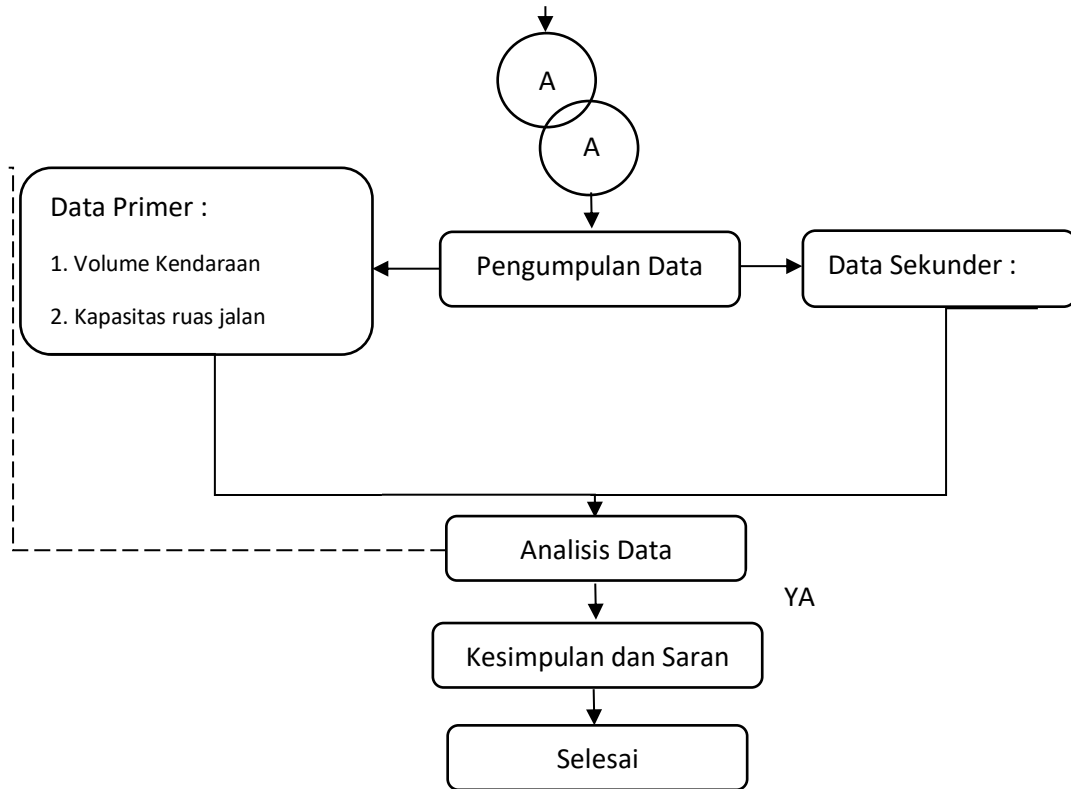 A
A
Data Primer :
1. Volume Kendaraan
2. Kapasitas ruas jalan
Pengumpulan Data
Data Sekunder :
Analisis Data
YA
Kesimpulan dan Saran
Selesai